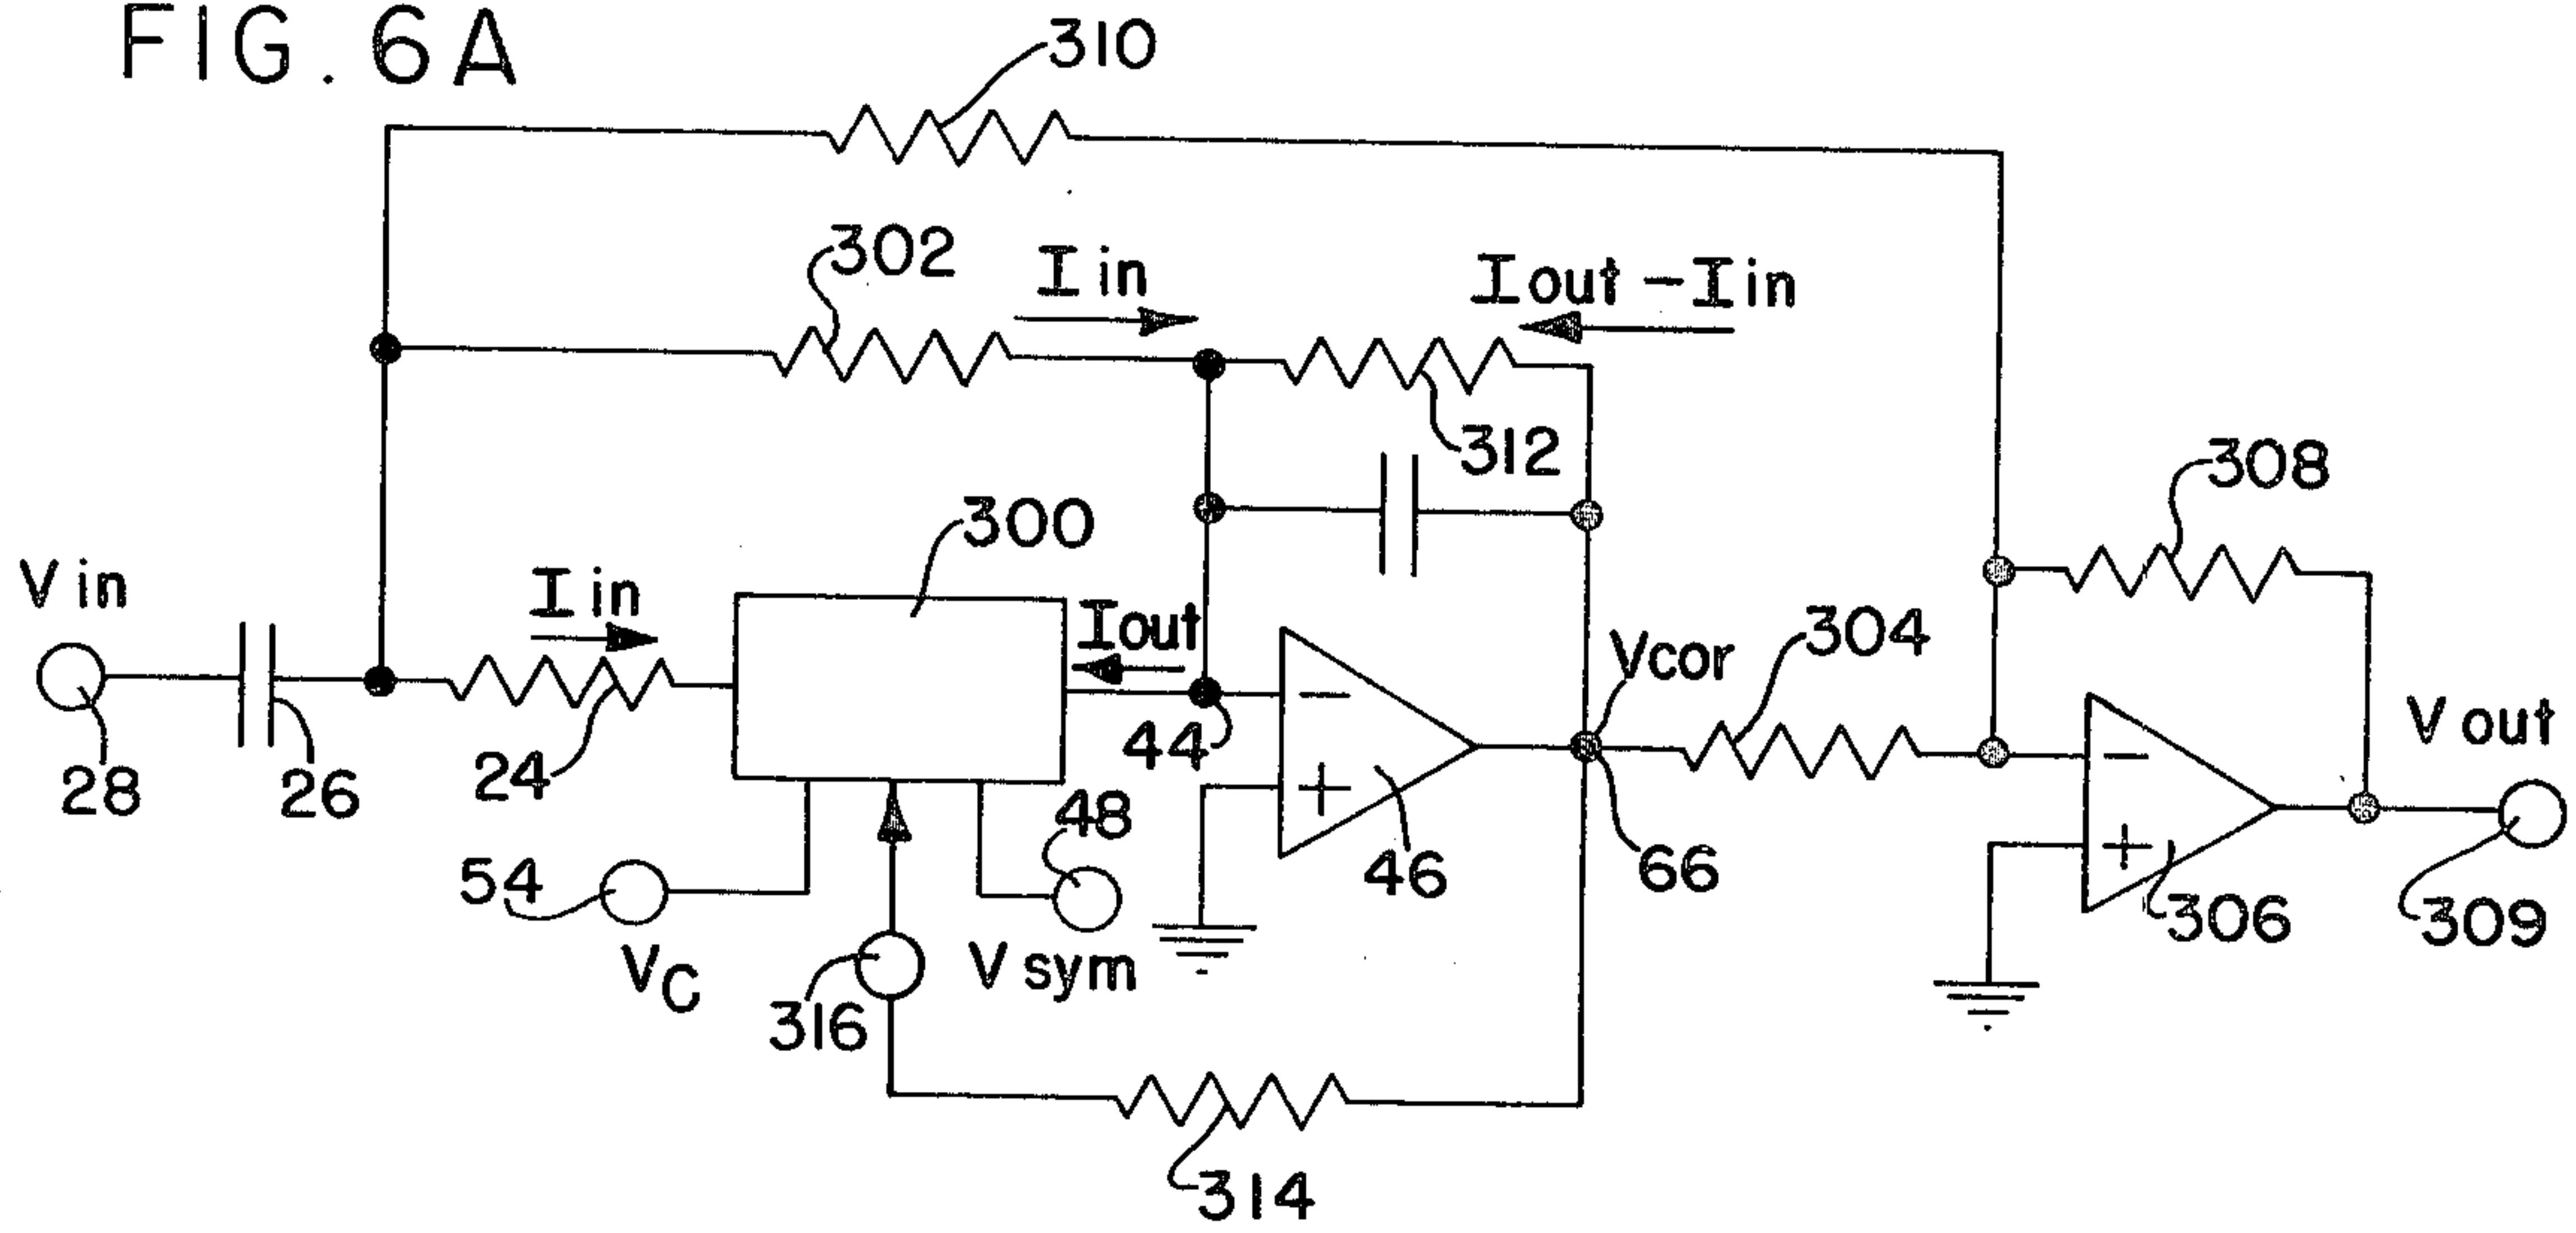 FIG. 6A
310
302
I in
I out - I in
312
308
300
V in
I in
I out
Vcor
304
44
V out
28
26
24
48
46
66
54
306
309
VC
V sym
316
314
- + - +